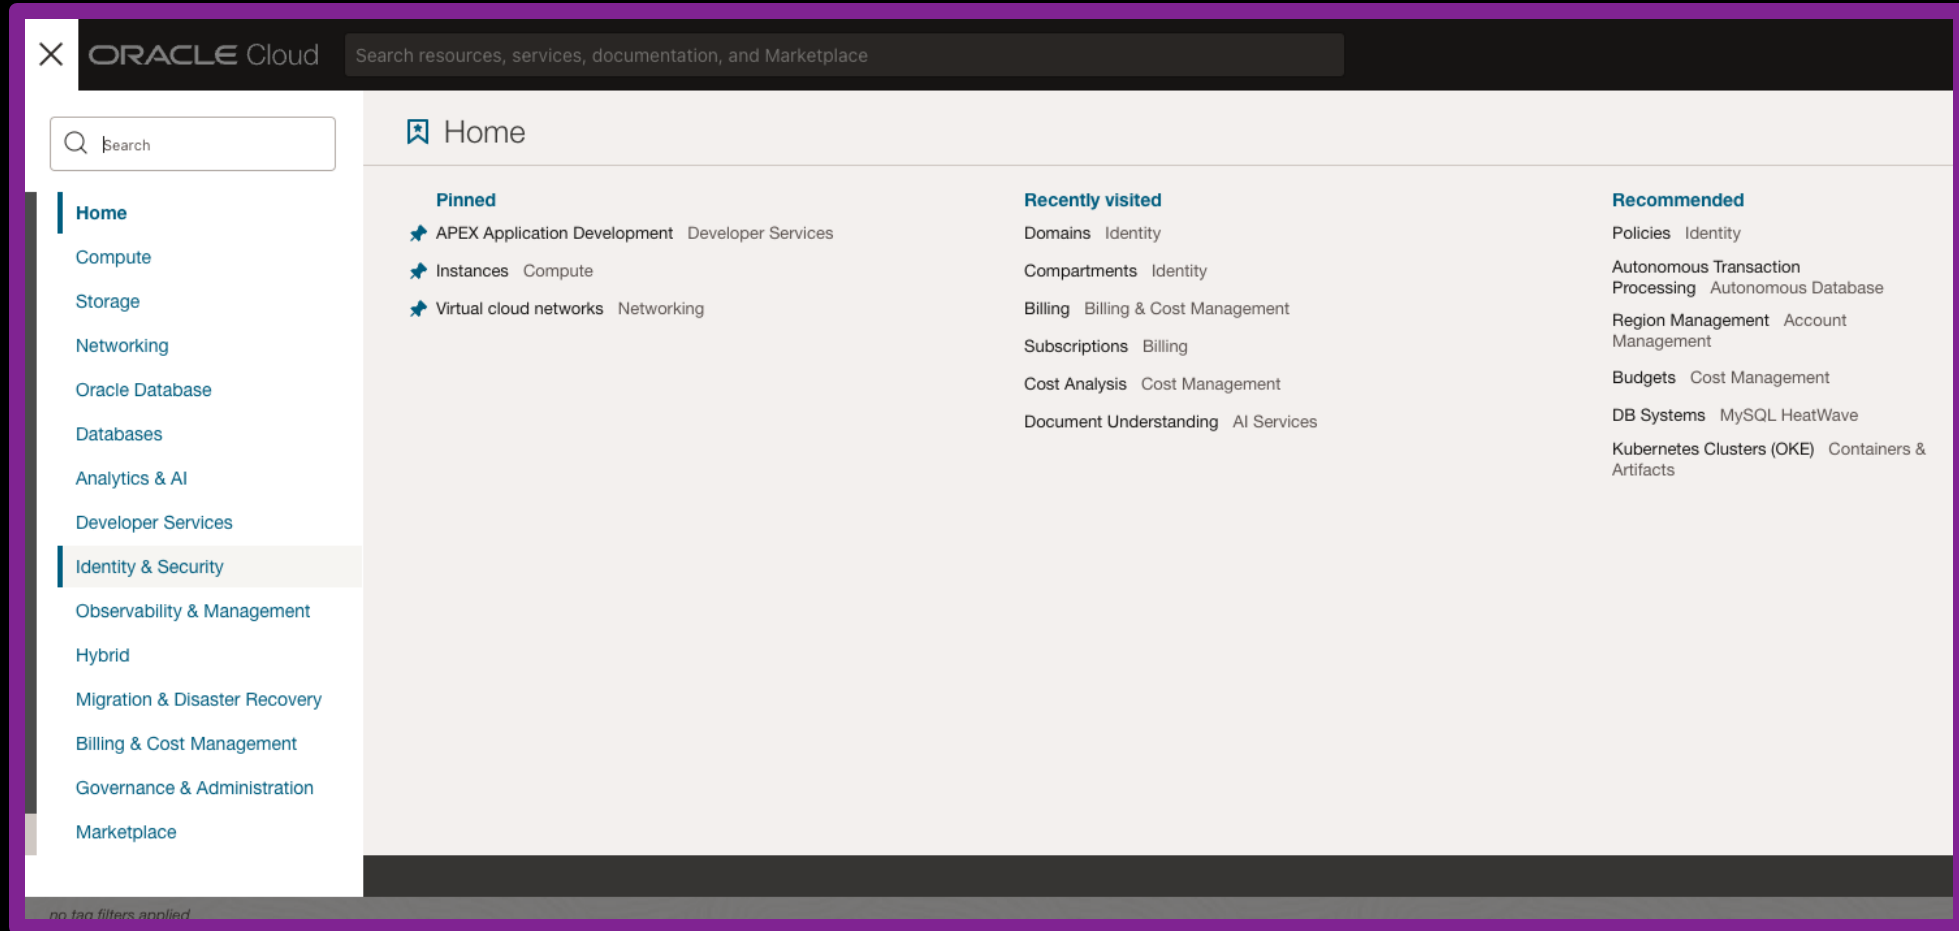 ORACLE Cloud
Search resources, services, documentation, and Marketplace
Search
Home
Compute
Storage
Networking
Oracle Database
Databases
Analytics & AI
Developer Services
Identity & Security
Observability & Management
Hybrid
Migration & Disaster Recovery
Billing & Cost Management
Governance & Administration
Marketplace
Home
Pinned
APEX Application Development Developer Services
Instances Compute
Virtual cloud networks Networking
Recently visited
Domains Identity
Compartments Identity
Billing Billing & Cost Management
Subscriptions Billing
Cost Analysis Cost Management
Document Understanding AI Services
Recommended
Policies Identity
Autonomous Transaction
Processing Autonomous Database
Region Management Account
Management
Budgets Cost Management
DB Systems MySQL HeatWave
Kubernetes Clusters (OKE) Containers &
Artifacts
no tag filters applied